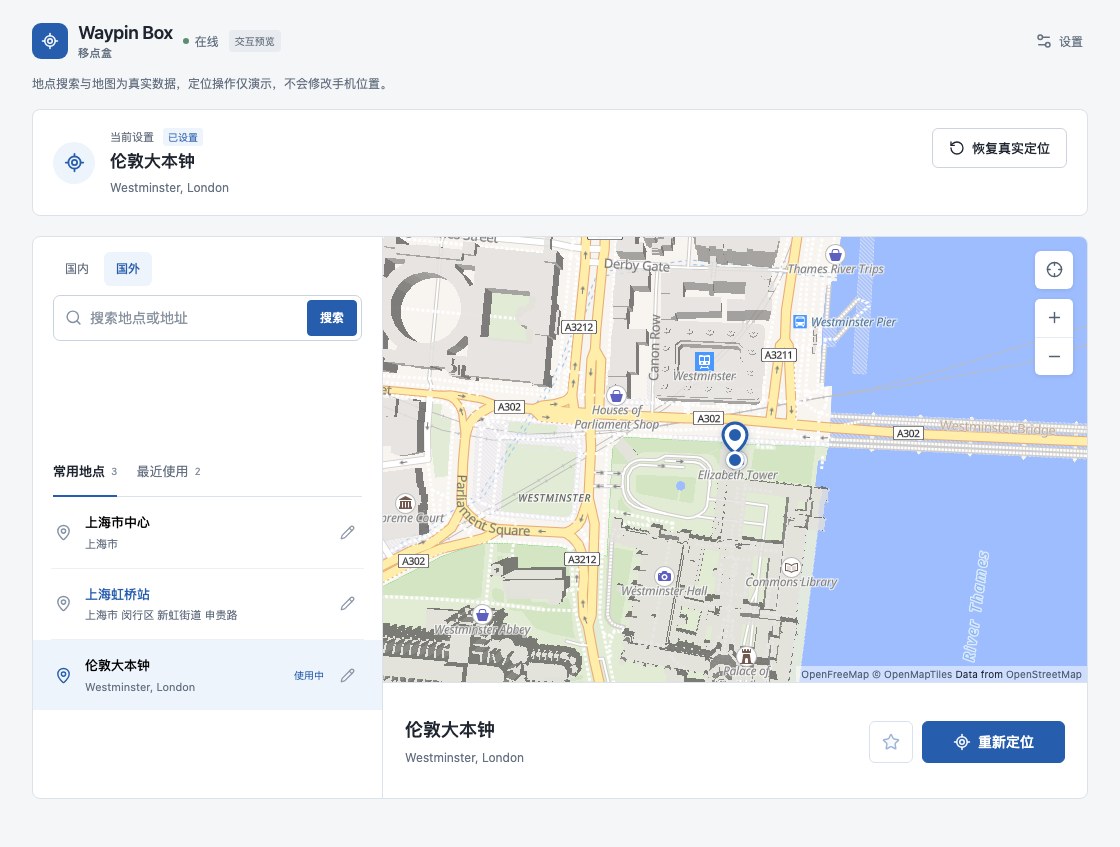 Waypin Box
移点盒
在线
交互预览
设置
地点搜索与地图为真实数据，定位操作仅演示，不会修改手机位置。
当前设置
已设置
伦敦大本钟
Westminster, London
恢复真实定位
国内
国外
搜索地点或地址
搜索
常用地点 3
最近使用 2
上海市中心
上海市
上海虹桥站
上海市 闵行区 新虹街道 申贵路
伦敦大本钟
Westminster, London
使用中
Derby Gate
Thames River Trips
A3212
Canon Row
Westminster Pier
A3211
Westminster
A302
Houses of
Parliament Shop
A302
A302
Westminster Bridge
Elizabeth Tower
WESTMINSTER
preme Court
Parliament Square
A302
A3212
Commons Library
Westminster Hall
River Thames
Westminster Abbey
Palace of
OpenFreeMap © OpenMapTiles Data from OpenStreetMap
伦敦大本钟
Westminster, London
重新定位